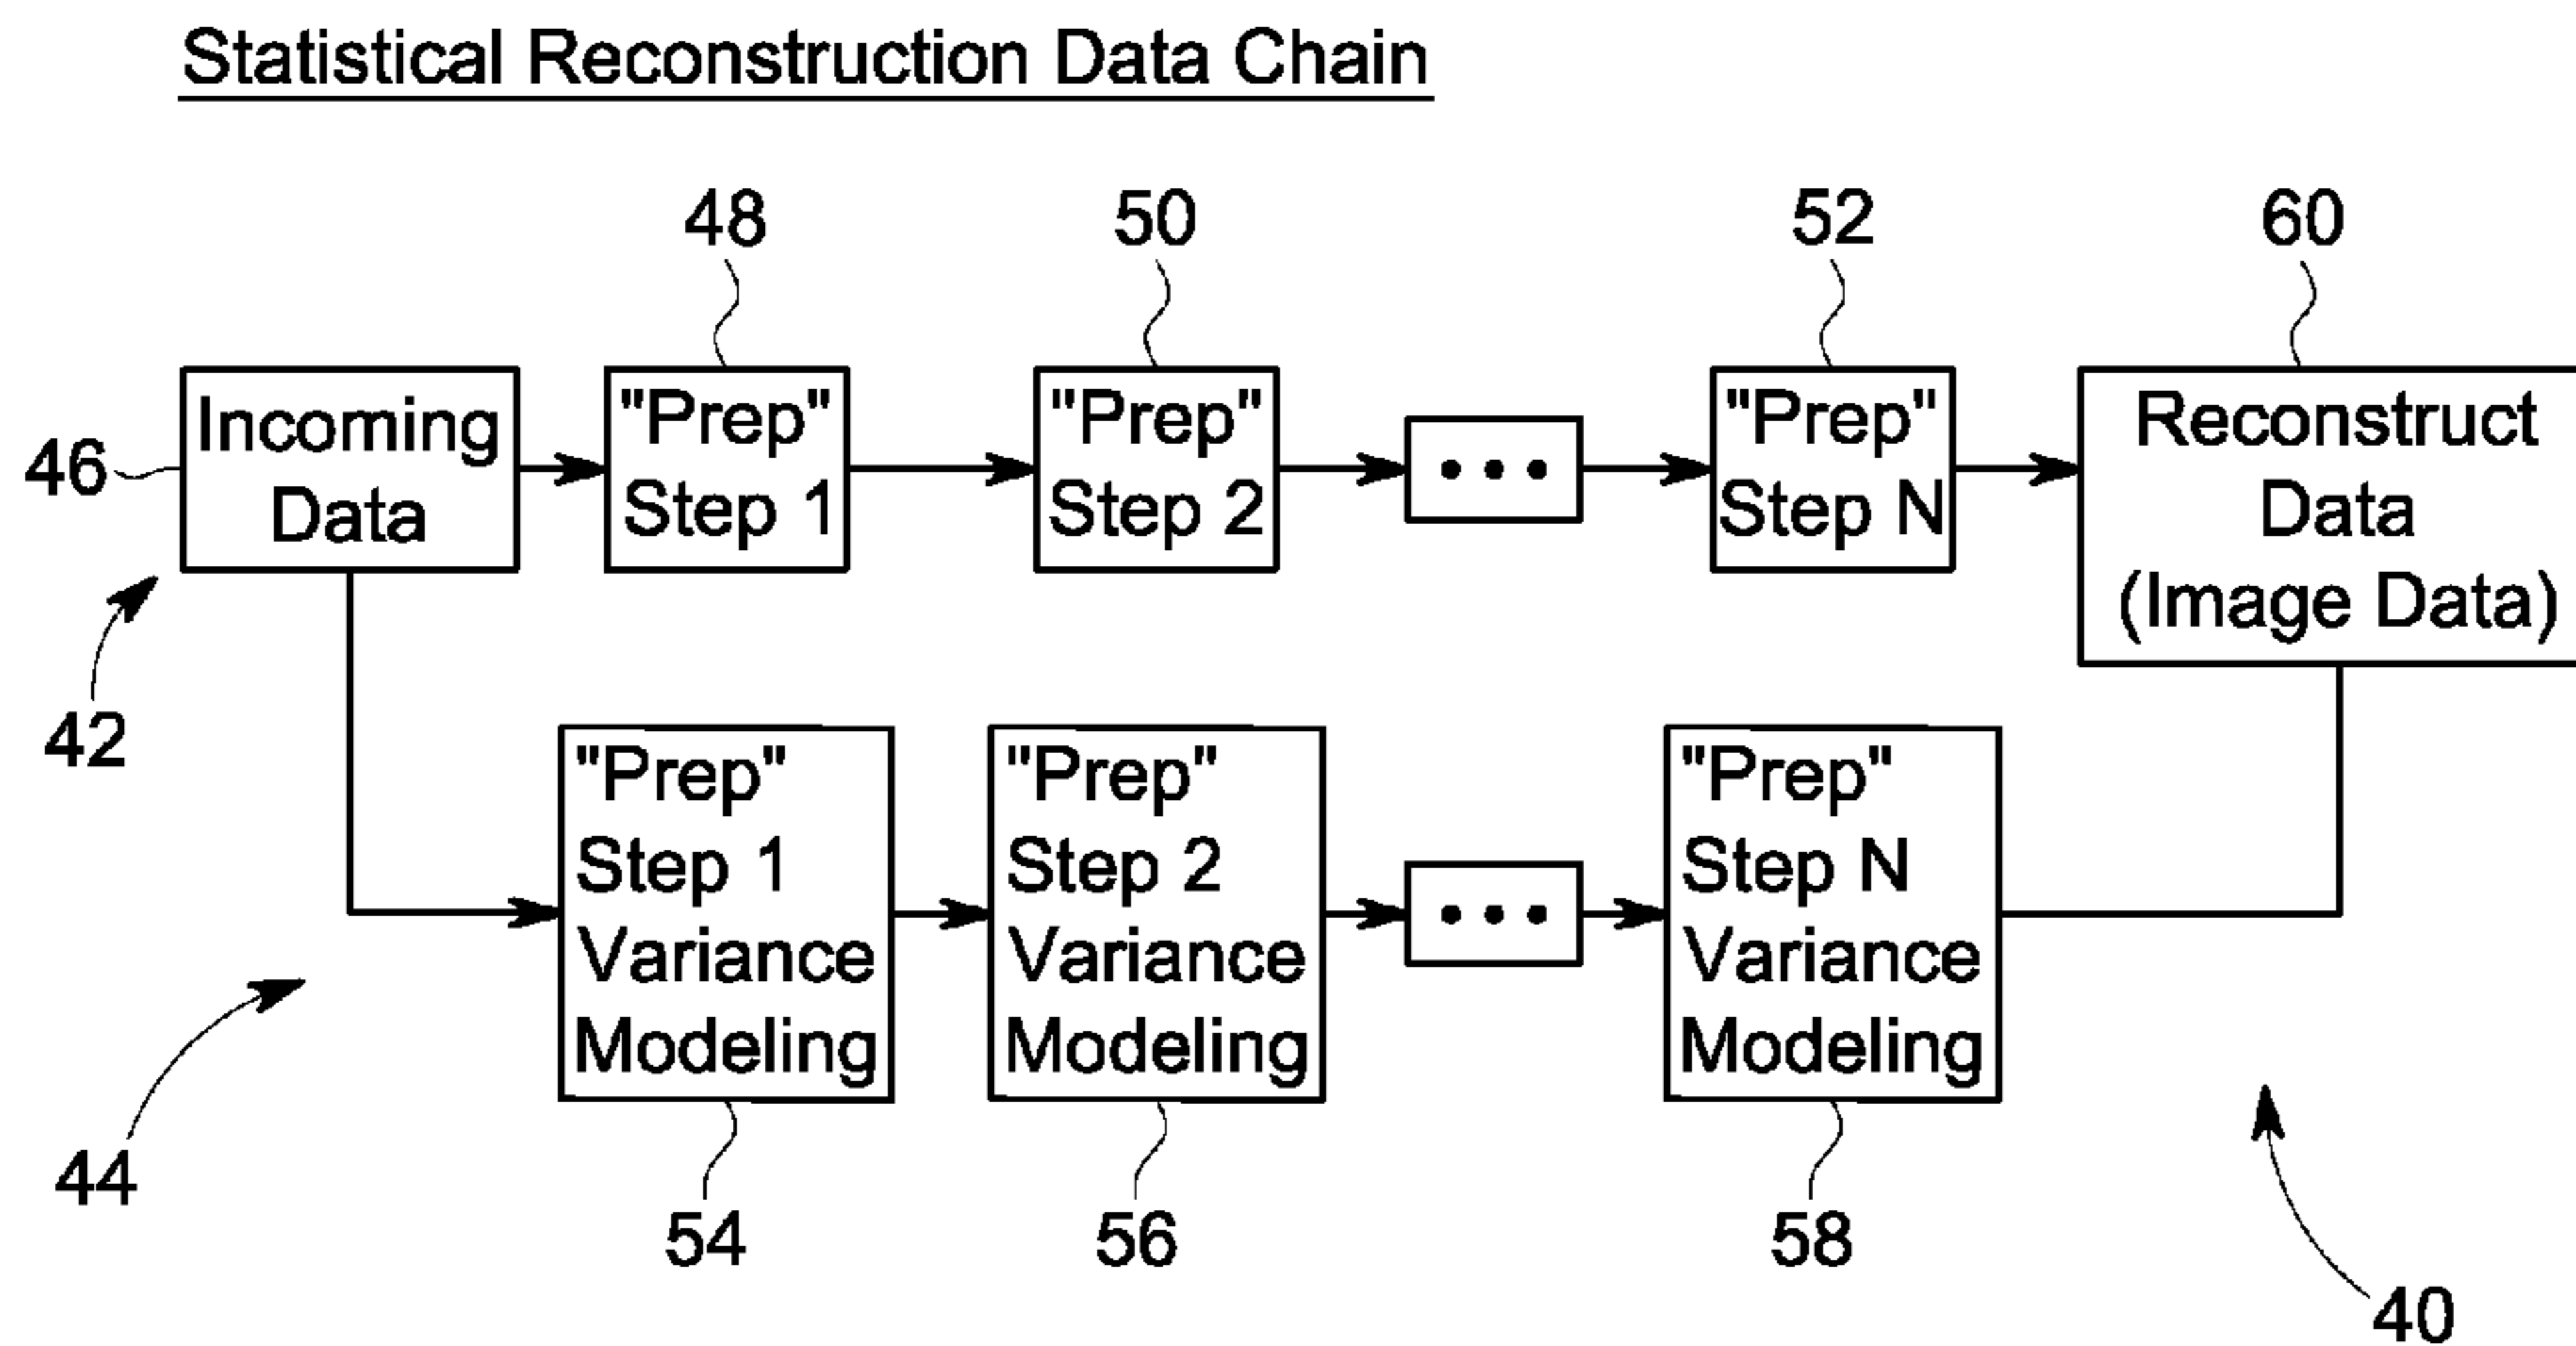 Statistical Reconstruction Data Chain
48
50
52
60
46
Incoming
Data
"Prep"
Step 1
"Prep"
Step 2
• • •
"Prep"
Step N
Reconstruct
Data
(Image Data)
42
"Prep"
Step 1
Variance
Modeling
"Prep"
Step 2
Variance
Modeling
• • •
"Prep"
Step N
Variance
Modeling
44
54
56
58
40